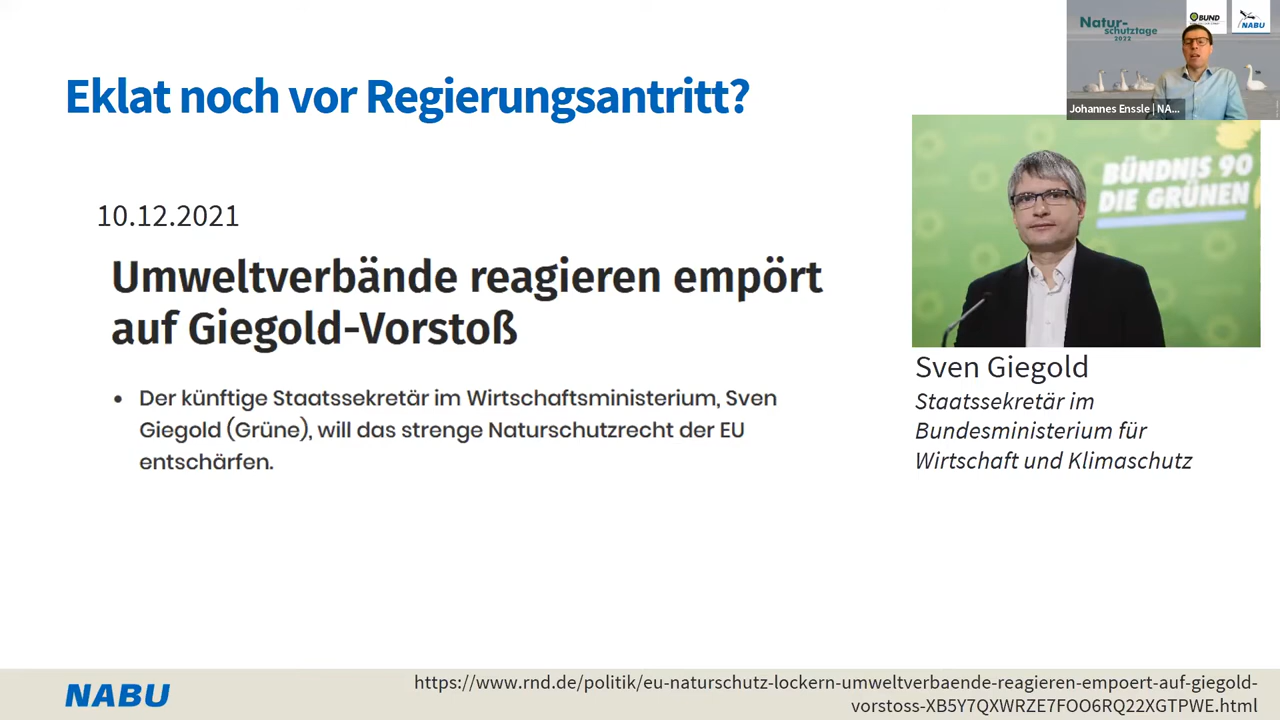 Eklat noch vor Regierungsantritt?
Natur-
schutztage
2022
BUND
NABU
Johannes Enssle | NA...
BÜNDNIS 90
DIE GRÜNEN
10.12.2021
Umweltverbände reagieren empört
auf Giegold-Vorstoß
• Der künftige Staatssekretär im Wirtschaftsministerium, Sven
Giegold (Grüne), will das strenge Naturschutzrecht der EU
entschärfen.
Sven Giegold
Staatssekretär im
Bundesministerium für
Wirtschaft und Klimaschutz
NABU
https://www.rnd.de/politik/eu-naturschutz-lockern-umweltverbaende-reagieren-empoert-auf-giegold-
vorstoss-XB5Y7QXWRZE7FOO6RQ22XGTPWE.html